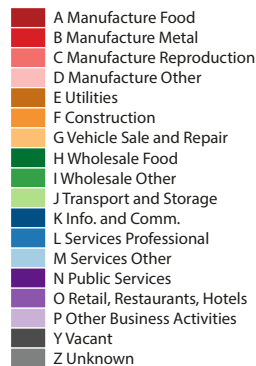 A Manufacture Food
B Manufacture Metal
C Manufacture Reproduction
D Manufacture Other
E Utilities
F Construction
G Vehicle Sale and Repair
H Wholesale Food
I Wholesale Other
J Transport and Storage
K Info. and Comm.
L Services Professional
M Services Other
N Public Services
O Retail, Restaurants, Hotels
P Other Business Activities
Y Vacant
Z Unknown